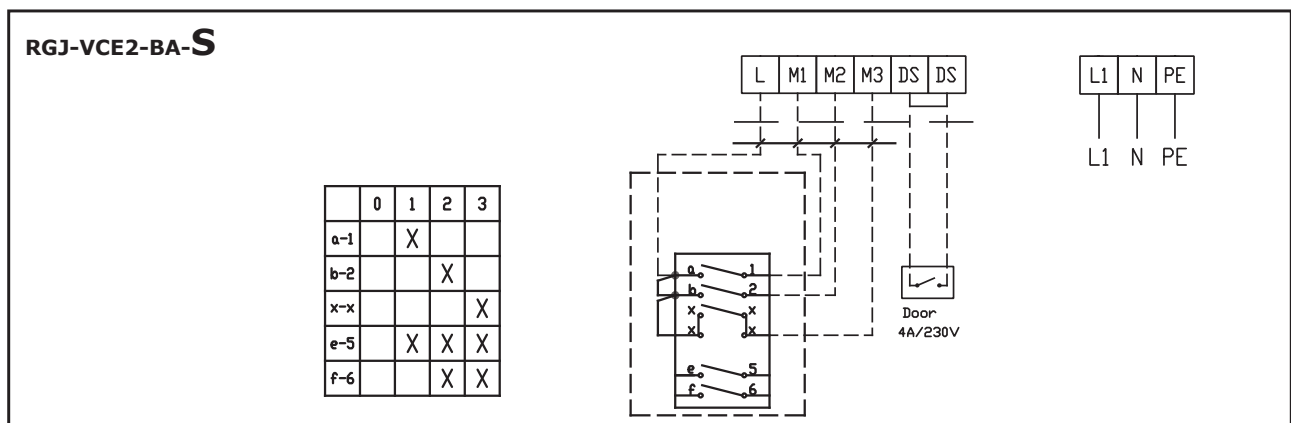 RGJ-VCE2-BA-S
L M1 M2 M3 DS DS
L1 N PE
L1 N PE
0 1 2 3
a-1 X
b-2 X
x-x X
e-5 X X X
f-6 X X
a 1
b 2
x x
x x
e 5
f 6
Door
4A/230V